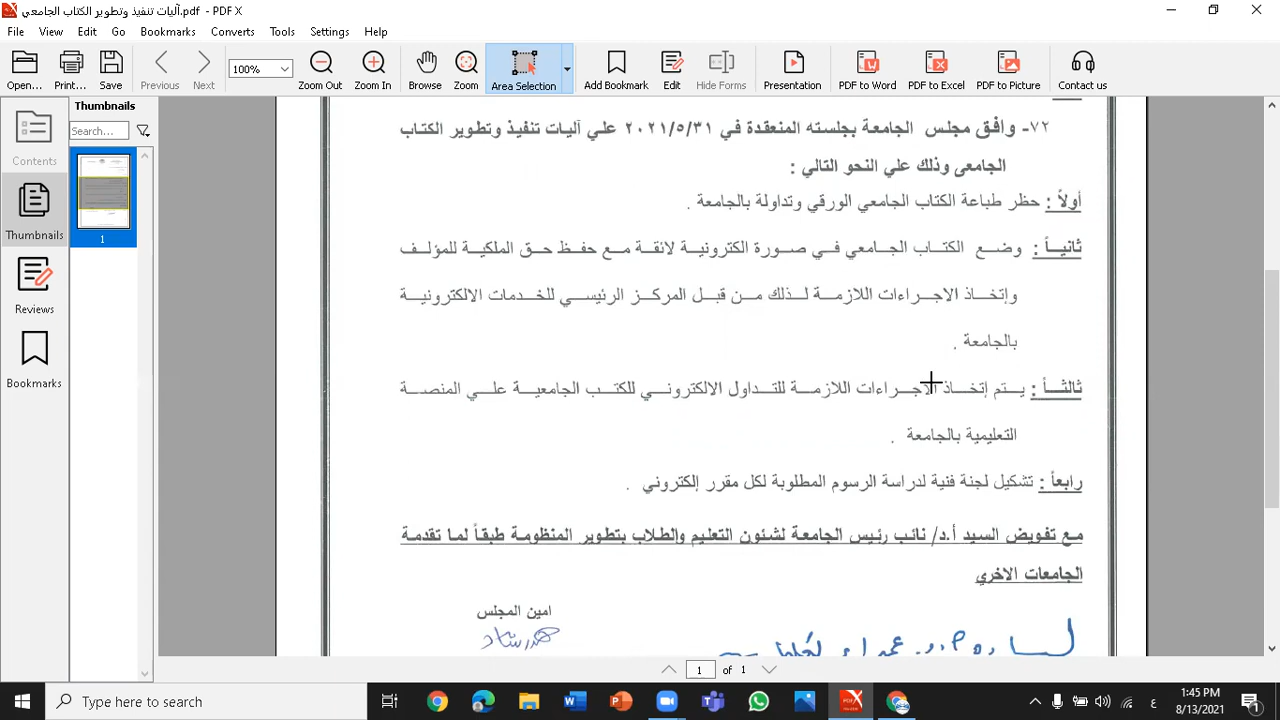 آليات تنفيذ وتطوير الكتاب الجامعي.pdf - PDF X
File View Edit Go Bookmarks Converts Tools Settings Help
Open... Print... Save Previous Next 100% Zoom Out Zoom In Browse Zoom Area Selection Add Bookmark Edit Hide Forms Presentation PDF to Word PDF to Excel PDF to Picture Contact us
Thumbnails
Search...
Contents
Thumbnails
Reviews
Bookmarks
1
٧٢- وافق مجلس الجامعة بجلسته المنعقدة في ٢٠٢١/٥/٣١ علي آليات تنفيذ وتطوير الكتاب
الجامعى وذلك علي النحو التالي :
أولاً : حظر طباعة الكتاب الجامعي الورقي وتداولة بالجامعة .
ثانيـاً : وضع الكتاب الجامعي في صورة الكترونية لائقة مع حفظ حق الملكية للمؤلف
وإتخاذ الاجراءات اللازمة لذلك من قبل المركز الرئيسي للخدمات الالكترونية
بالجامعة .
ثالثـاً : يتم إتخاذ الاجراءات اللازمة للتداول الالكتروني للكتب الجامعية علي المنصة
التعليمية بالجامعة .
رابعاً : تشكيل لجنة فنية لدراسة الرسوم المطلوبة لكل مقرر إلكتروني .
مع تفويض السيد أ.د/ نائب رئيس الجامعة لشئون التعليم والطلاب بتطوير المنظومة طبقاً لما تقدمة
الجامعات الاخري
امين المجلس
1 of 1
Type here to search
ع
1:45 PM
8/13/2021
1